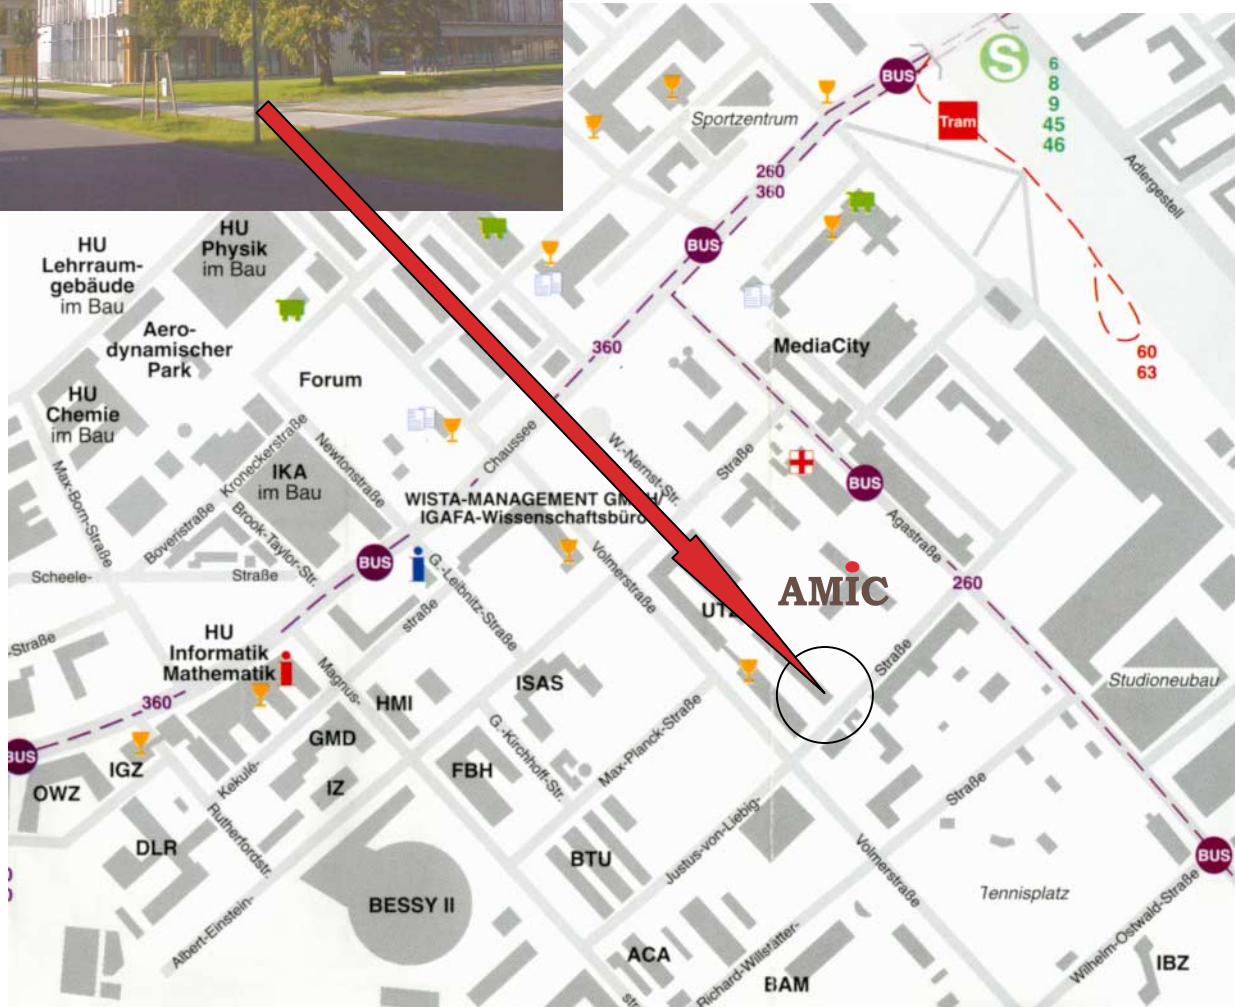 S
6
8
9
45
46
BUS
Tram
Sportzentrum
Adlergestell
260
360
BUS
HU
Physik
im Bau
HU
Lehrraum-
gebäude
im Bau
Aero-
dynamischer
Park
360
MediaCity
60
63
Forum
HU
Chemie
im Bau
Chaussee
W.-Nernst-Str.
Straße
Kroneckerstraße
Newtonstraße
IKA
im Bau
BUS
Max-Born-Straße
Boveristraße
Brook-Taylor-Str.
WISTA-MANAGEMENT
IGAFA-Wissenschaftsbüro
Agastraße
BUS
Scheele-
Straße
G.-Leibnitz-Straße
Volmerstraße
AMIC
260
straße
UTZ
-Straße
HU
Informatik
Mathematik
Magnus-
Straße
ISAS
Studioneubau
360
HMI
GMD
G.-Kirchhoff-Str.
Max-Planck-Straße
BUS
IGZ
OWZ
Kekulé-
IZ
FBH
Straße
Rutherfordstr.
DLR
BTU
Justus-von-Liebig-
Volmerstraße
BUS
Tennisplatz
BESSY II
Albert-Einstein-
Wilhelm-Ostwald-Straße
ACA
Richard-Willstätter-
BAM
IBZ
str